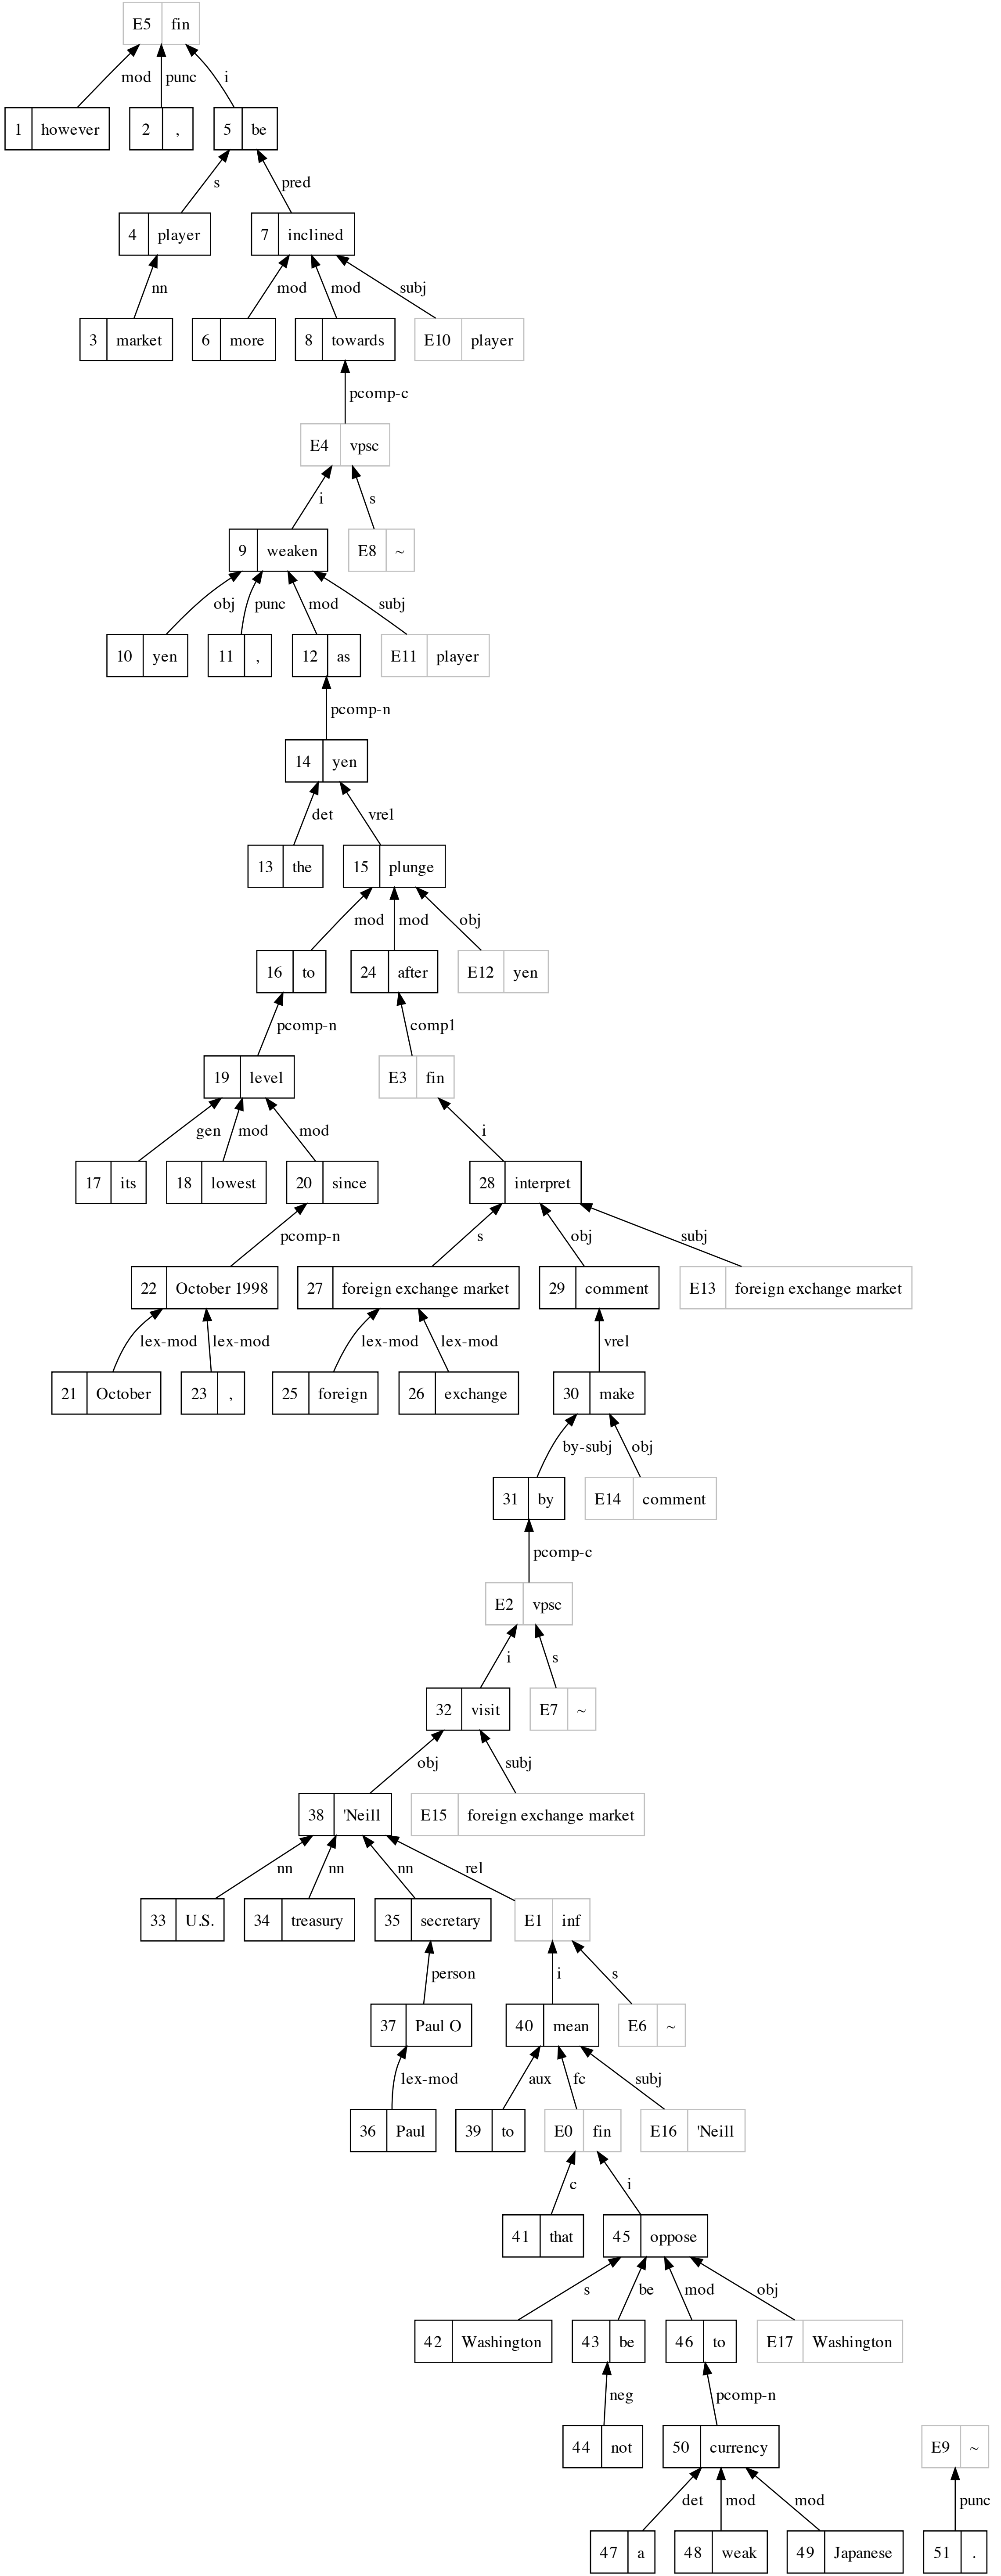 E5 fin
mod punc i
1 however 2 , 5 be
s pred
4 player 7 inclined
nn mod mod subj
3 market 6 more 8 towards E10 player
pcomp-c
E4 vpsc
i s
9 weaken E8 ~
obj punc mod subj
10 yen 11 , 12 as E11 player
pcomp-n
14 yen
det vrel
13 the 15 plunge
mod mod obj
16 to 24 after E12 yen
pcomp-n comp1
19 level E3 fin
gen mod mod i
17 its 18 lowest 20 since 28 interpret
pcomp-n s obj subj
22 October 1998 27 foreign exchange market 29 comment E13 foreign exchange market
lex-mod lex-mod lex-mod lex-mod vrel
21 October 23 , 25 foreign 26 exchange 30 make
by-subj obj
31 by E14 comment
pcomp-c
E2 vpsc
i s
32 visit E7 ~
obj subj
38 'Neill E15 foreign exchange market
nn nn nn rel
33 U.S. 34 treasury 35 secretary E1 inf
person i s
37 Paul O 40 mean E6 ~
lex-mod aux fc subj
36 Paul 39 to E0 fin E16 'Neill
c i
41 that 45 oppose
s be mod obj
42 Washington 43 be 46 to E17 Washington
neg pcomp-n
44 not 50 currency E9 ~
det mod mod punc
47 a 48 weak 49 Japanese 51 .